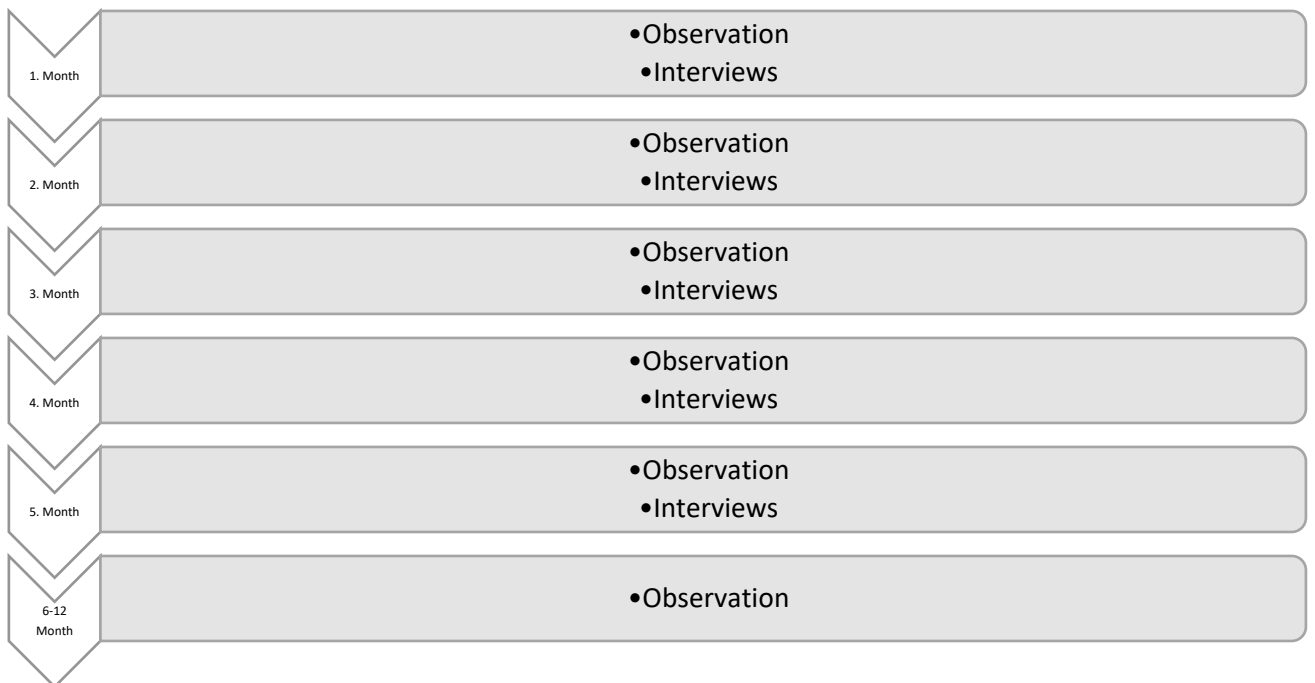 1. Month
•Observation
•Interviews
2. Month
•Observation
•Interviews
3. Month
•Observation
•Interviews
4. Month
•Observation
•Interviews
5. Month
•Observation
•Interviews
6-12
Month
•Observation